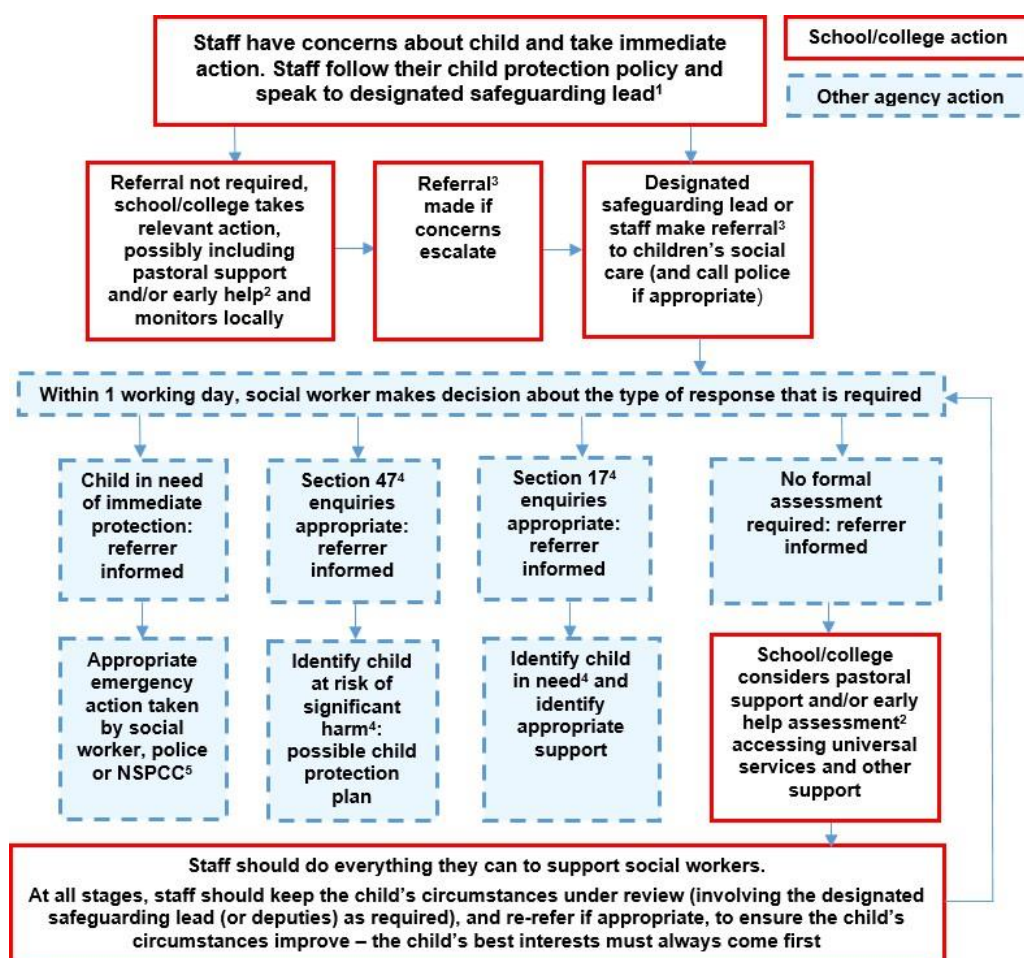 Staff have concerns about child and take immediate
action. Staff follow their child protection policy and
speak to designated safeguarding lead¹
School/college action
Other agency action
Referral not required,
school/college takes
relevant action,
possibly including
pastoral support
and/or early help² and
monitors locally
Referral³
made if
concerns
escalate
Designated
safeguarding lead or
staff make referral³
to children’s social
care (and call police
if appropriate)
Within 1 working day, social worker makes decision about the type of response that is required
Child in need
of immediate
protection:
referrer
informed
Section 47⁴
enquiries
appropriate:
referrer
informed
Section 17⁴
enquiries
appropriate:
referrer
informed
No formal
assessment
required: referrer
informed
Appropriate
emergency
action taken
by social
worker, police
or NSPCC⁵
Identify child
at risk of
significant
harm⁴:
possible child
protection
plan
Identify child
in need⁴ and
identify
appropriate
support
School/college
considers pastoral
support and/or early
help assessment²
accessing universal
services and other
support
Staff should do everything they can to support social workers.
At all stages, staff should keep the child’s circumstances under review (involving the designated
safeguarding lead (or deputies) as required), and re-refer if appropriate, to ensure the child’s
circumstances improve – the child’s best interests must always come first